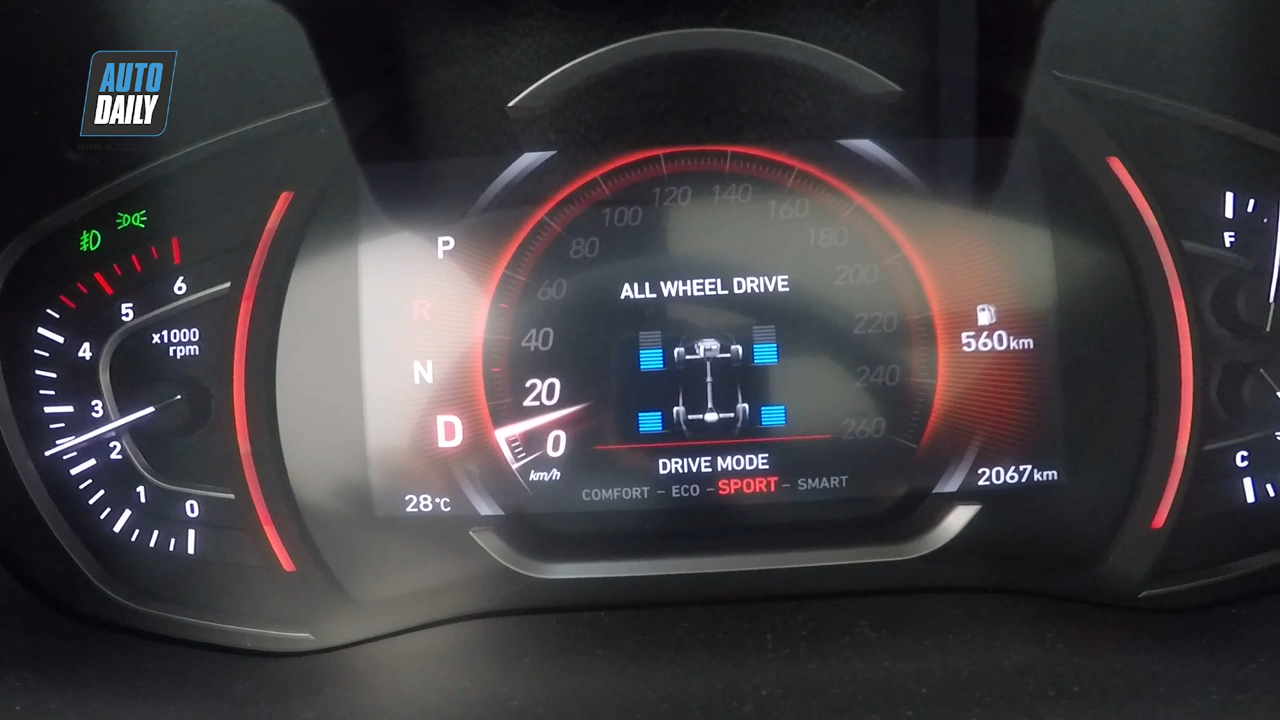 AUTO
DAILY
6
5
4
3
2
1
0
x1000
rpm
P
R
N
D
28°C
0
20
40
60
80
100
120
140
160
180
200
220
240
260
km/h
ALL WHEEL DRIVE
DRIVE MODE
COMFORT – ECO – SPORT – SMART
560km
2067km
F
C